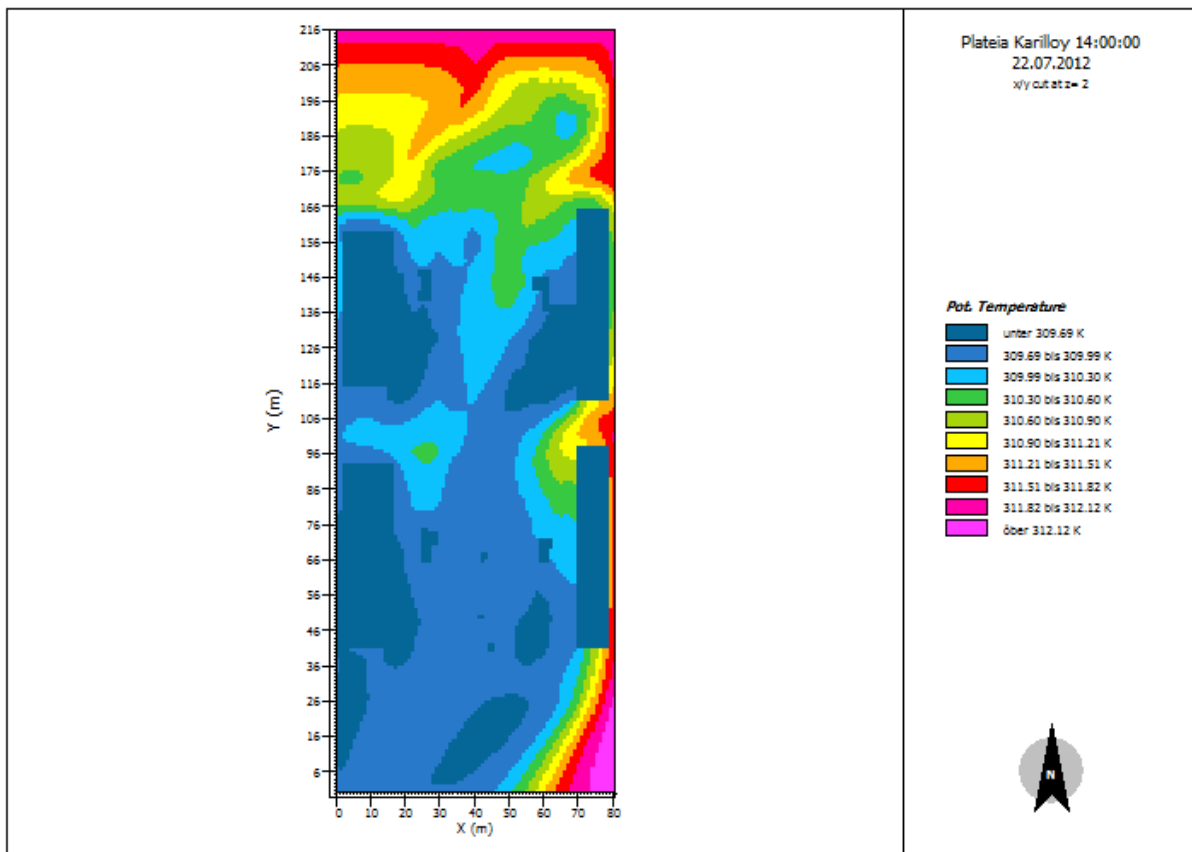 Plateia Karilloy 14:00:00
22.07.2012
x/y cut at z= 2
216
206
196
186
176
166
156
146
136
126
116
106
96
86
76
66
56
46
36
26
16
6
Y (m)
0 10 20 30 40 50 60 70 80
X (m)
Pot. Temperature
unter 309.69 K
309.69 bis 309.99 K
309.99 bis 310.30 K
310.30 bis 310.60 K
310.60 bis 310.90 K
310.90 bis 311.21 K
311.21 bis 311.51 K
311.51 bis 311.82 K
311.82 bis 312.12 K
öber 312.12 K
N